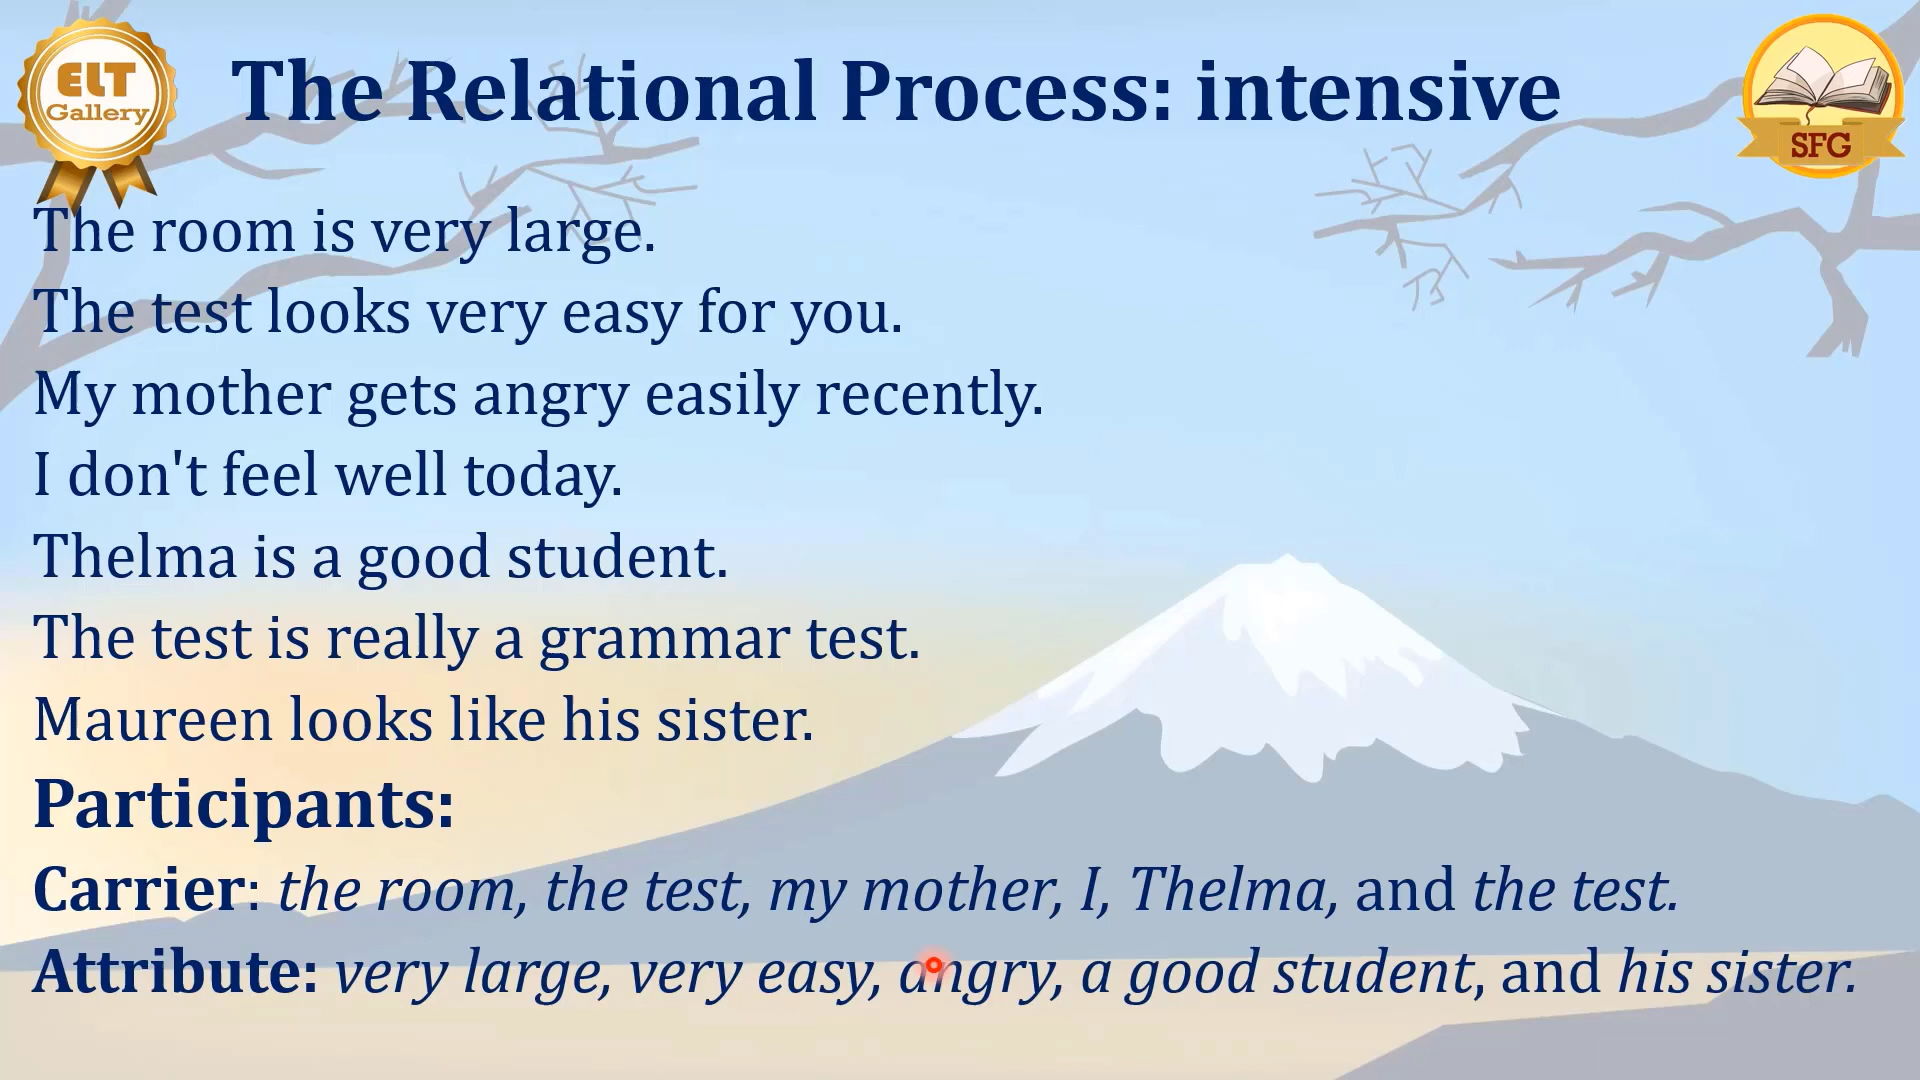 ELT
Gallery
The Relational Process: intensive
SFG
The room is very large.
The test looks very easy for you.
My mother gets angry easily recently.
I don't feel well today.
Thelma is a good student.
The test is really a grammar test.
Maureen looks like his sister.
Participants:
Carrier: the room, the test, my mother, I, Thelma, and the test.
Attribute: very large, very easy, angry, a good student, and his sister.